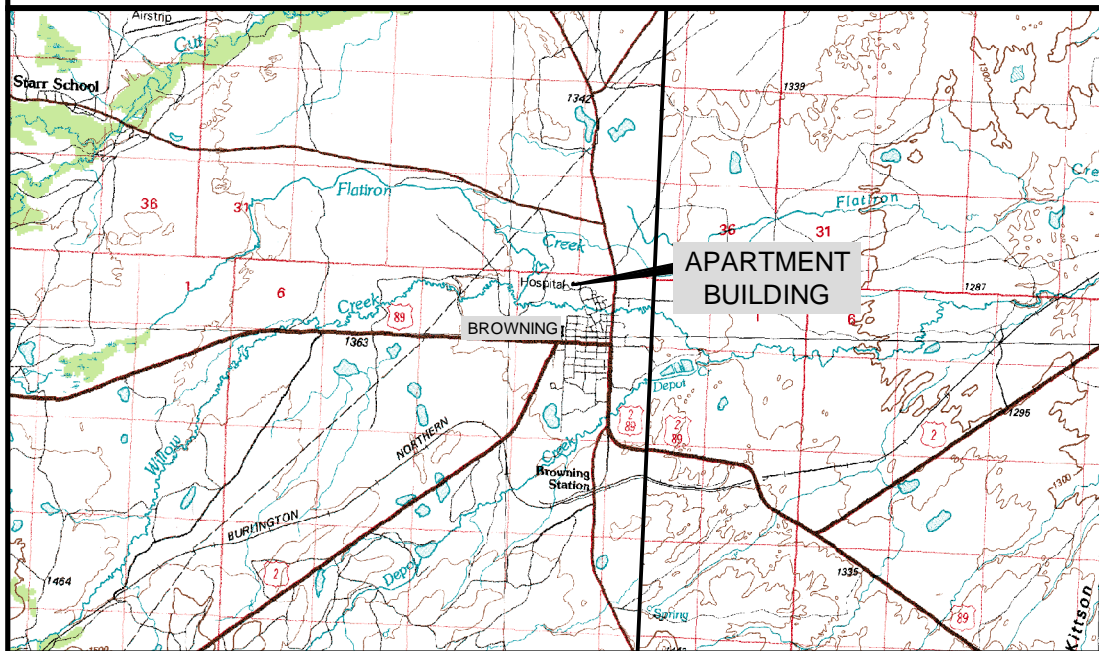 Airstrip
Cut
Starr School
1342
1339
1300
Flatiron
Flatiron
Cre
36
31
36
31
Creek
APARTMENT
BUILDING
Hospital
1
6
Creek
89
1287
1
6
BROWNING
1363
Depot
2
89
2
89
1295
2
Willow
NORTHERN
Creek
Browning
Station
1300
BURLINGTON
1464
2
Depot
1335
Spring
89
Kittson